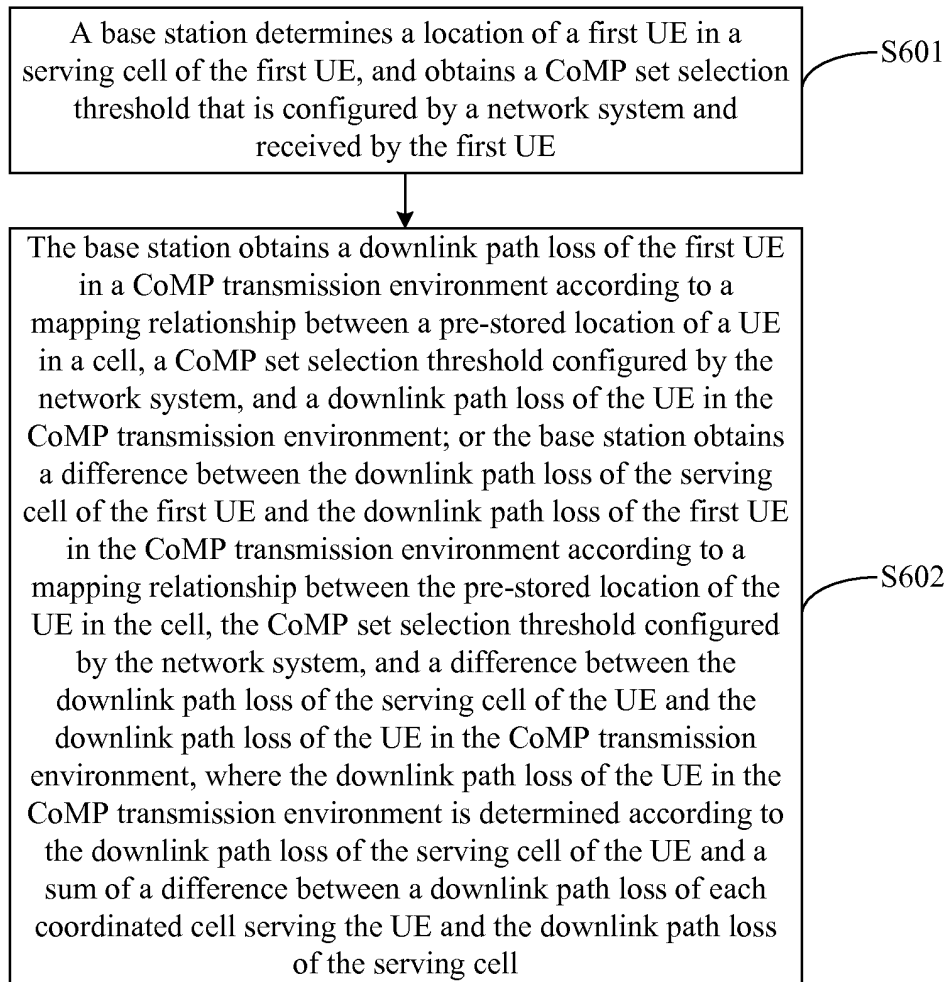 A base station determines a location of a first UE in a
serving cell of the first UE, and obtains a CoMP set selection
threshold that is configured by a network system and
received by the first UE
S601
The base station obtains a downlink path loss of the first UE
in a CoMP transmission environment according to a
mapping relationship between a pre-stored location of a UE
in a cell, a CoMP set selection threshold configured by the
network system, and a downlink path loss of the UE in the
CoMP transmission environment; or the base station obtains
a difference between the downlink path loss of the serving
cell of the first UE and the downlink path loss of the first UE
in the CoMP transmission environment according to a
mapping relationship between the pre-stored location of the
UE in the cell, the CoMP set selection threshold configured
by the network system, and a difference between the
downlink path loss of the serving cell of the UE and the
downlink path loss of the UE in the CoMP transmission
environment, where the downlink path loss of the UE in the
CoMP transmission environment is determined according to
the downlink path loss of the serving cell of the UE and a
sum of a difference between a downlink path loss of each
coordinated cell serving the UE and the downlink path loss
of the serving cell
S602